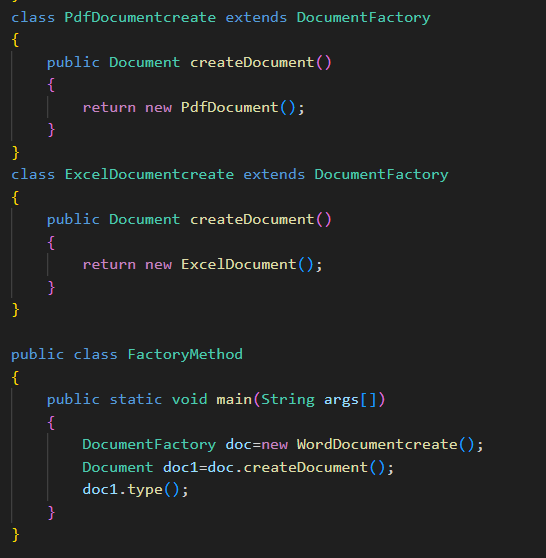 class PdfDocumentcreate extends DocumentFactory
{
    public Document createDocument()
    {
        return new PdfDocument();
    }
}
class ExcelDocumentcreate extends DocumentFactory
{
    public Document createDocument()
    {
        return new ExcelDocument();
    }
}

public class FactoryMethod
{
    public static void main(String args[])
    {
        DocumentFactory doc=new WordDocumentcreate();
        Document doc1=doc.createDocument();
        doc1.type();
    }
}